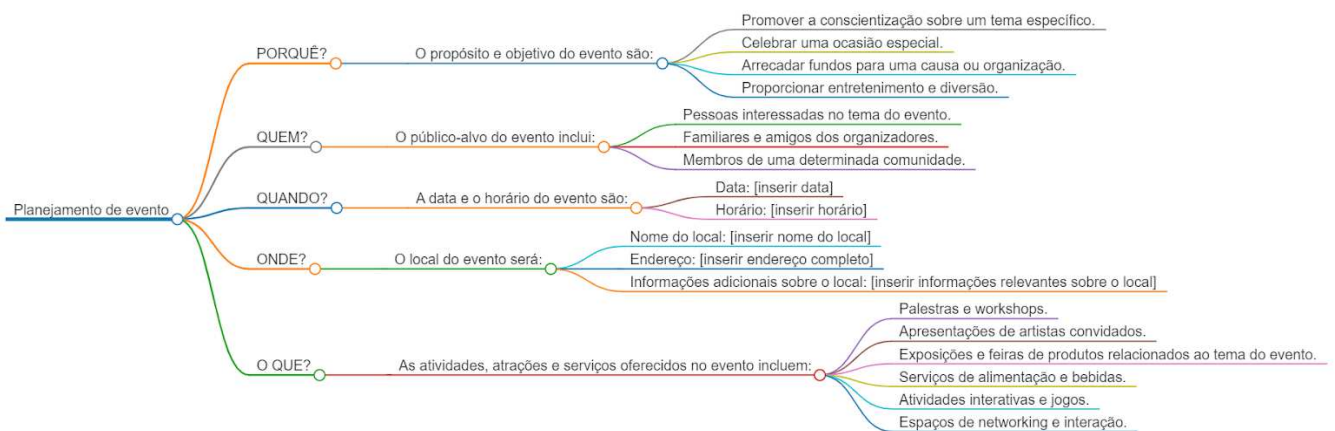 Planejamento de evento
PORQUÊ?
O propósito e objetivo do evento são:
Promover a conscientização sobre um tema específico.
Celebrar uma ocasião especial.
Arrecadar fundos para uma causa ou organização.
Proporcionar entretenimento e diversão.
QUEM?
O público-alvo do evento inclui:
Pessoas interessadas no tema do evento.
Familiares e amigos dos organizadores.
Membros de uma determinada comunidade.
QUANDO?
A data e o horário do evento são:
Data: [inserir data]
Horário: [inserir horário]
ONDE?
O local do evento será:
Nome do local: [inserir nome do local]
Endereço: [inserir endereço completo]
Informações adicionais sobre o local: [inserir informações relevantes sobre o local]
O QUE?
As atividades, atrações e serviços oferecidos no evento incluem:
Palestras e workshops.
Apresentações de artistas convidados.
Exposições e feiras de produtos relacionados ao tema do evento.
Serviços de alimentação e bebidas.
Atividades interativas e jogos.
Espaços de networking e interação.